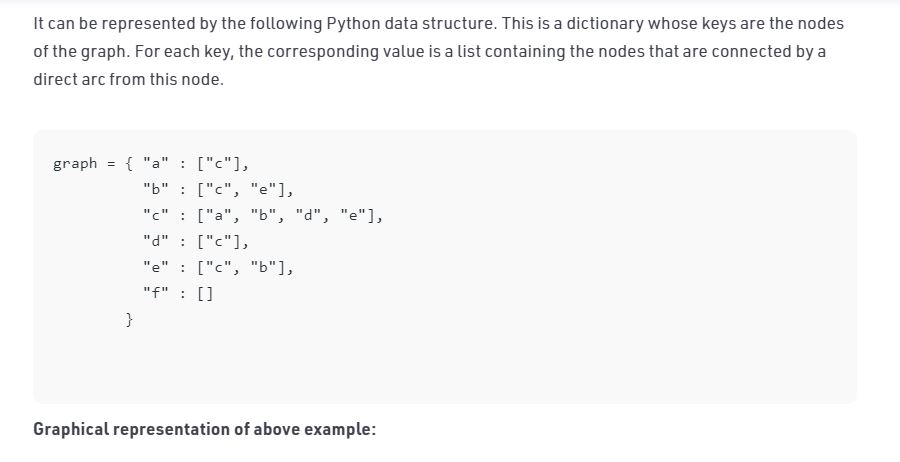 It can be represented by the following Python data structure. This is a dictionary whose keys are the nodes
of the graph. For each key, the corresponding value is a list containing the nodes that are connected by a
direct arc from this node.
graph = { "a" : ["c"],
          "b" : ["c", "e"],
          "c" : ["a", "b", "d", "e"],
          "d" : ["c"],
          "e" : ["c", "b"],
          "f" : []
        }
Graphical representation of above example: